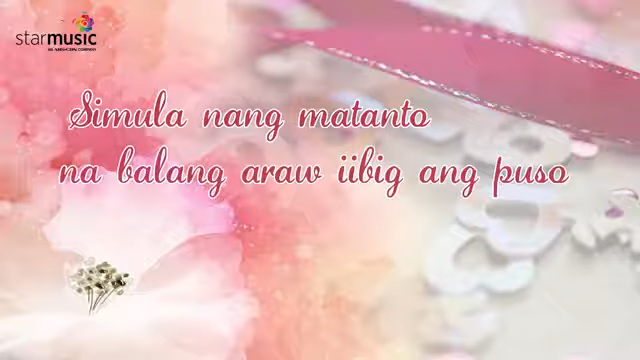 starmusic
Simula nang matanto
na balang araw iibig ang puso